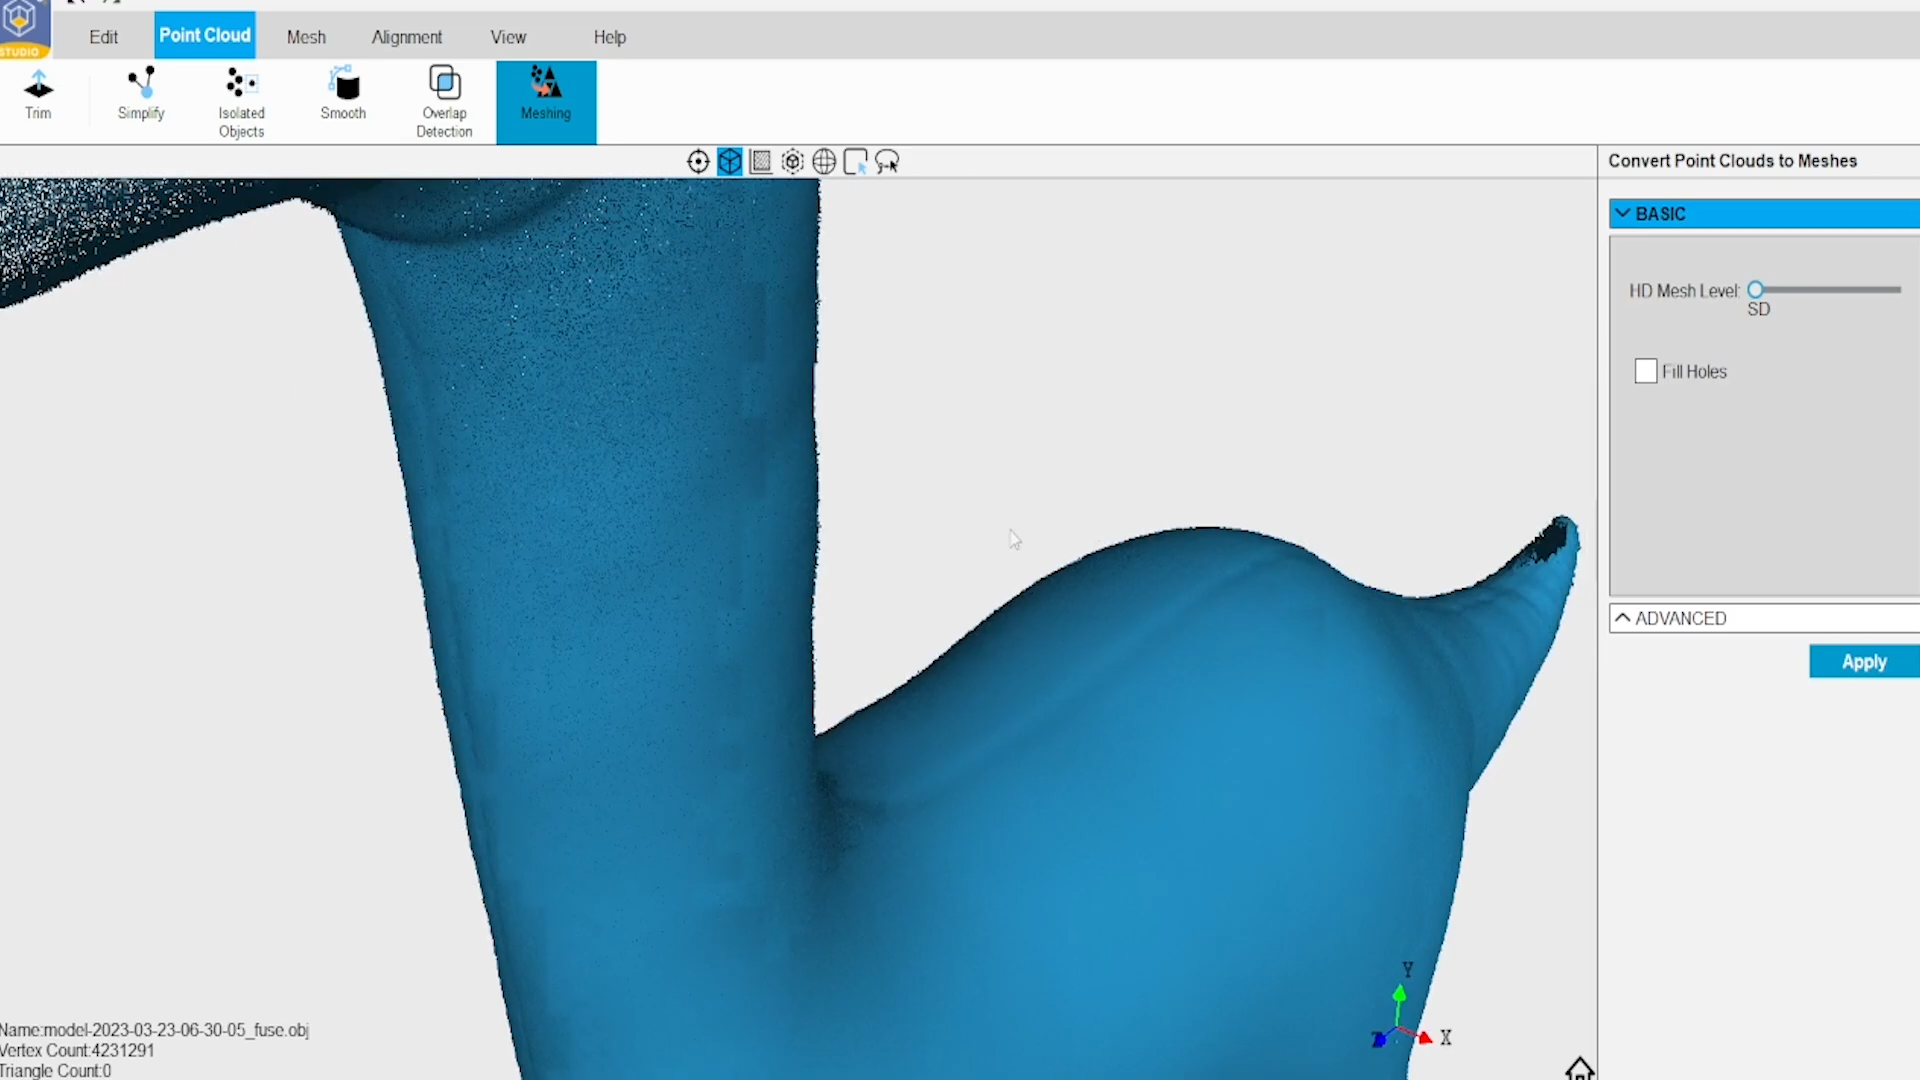 STUDIO
Edit
Point Cloud
Mesh
Alignment
View
Help
Trim
Simplify
Isolated
Objects
Smooth
Overlap
Detection
Meshing
Convert Point Clouds to Meshes
BASIC
HD Mesh Level:
SD
Fill Holes
ADVANCED
Apply
Y
Z
X
Name:model-2023-03-23-06-30-05_fuse.obj
Vertex Count:4231291
Triangle Count:0